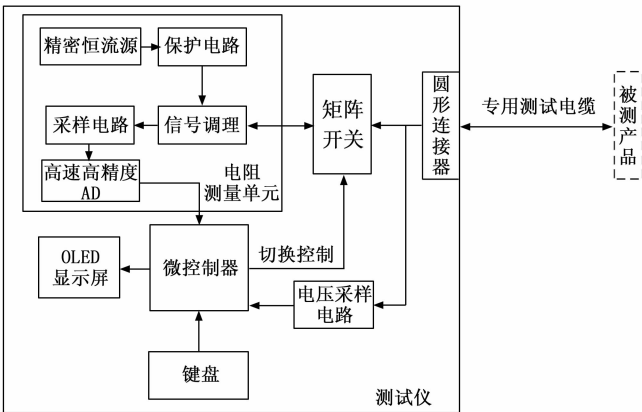 精密恒流源
保护电路
采样电路
信号调理
高速高精度
AD
电阻
测量单元
矩阵
开关
圆形连接器
专用测试电缆
被测产品
OLED
显示屏
微控制器
切换控制
电压采样
电路
键盘
测试仪